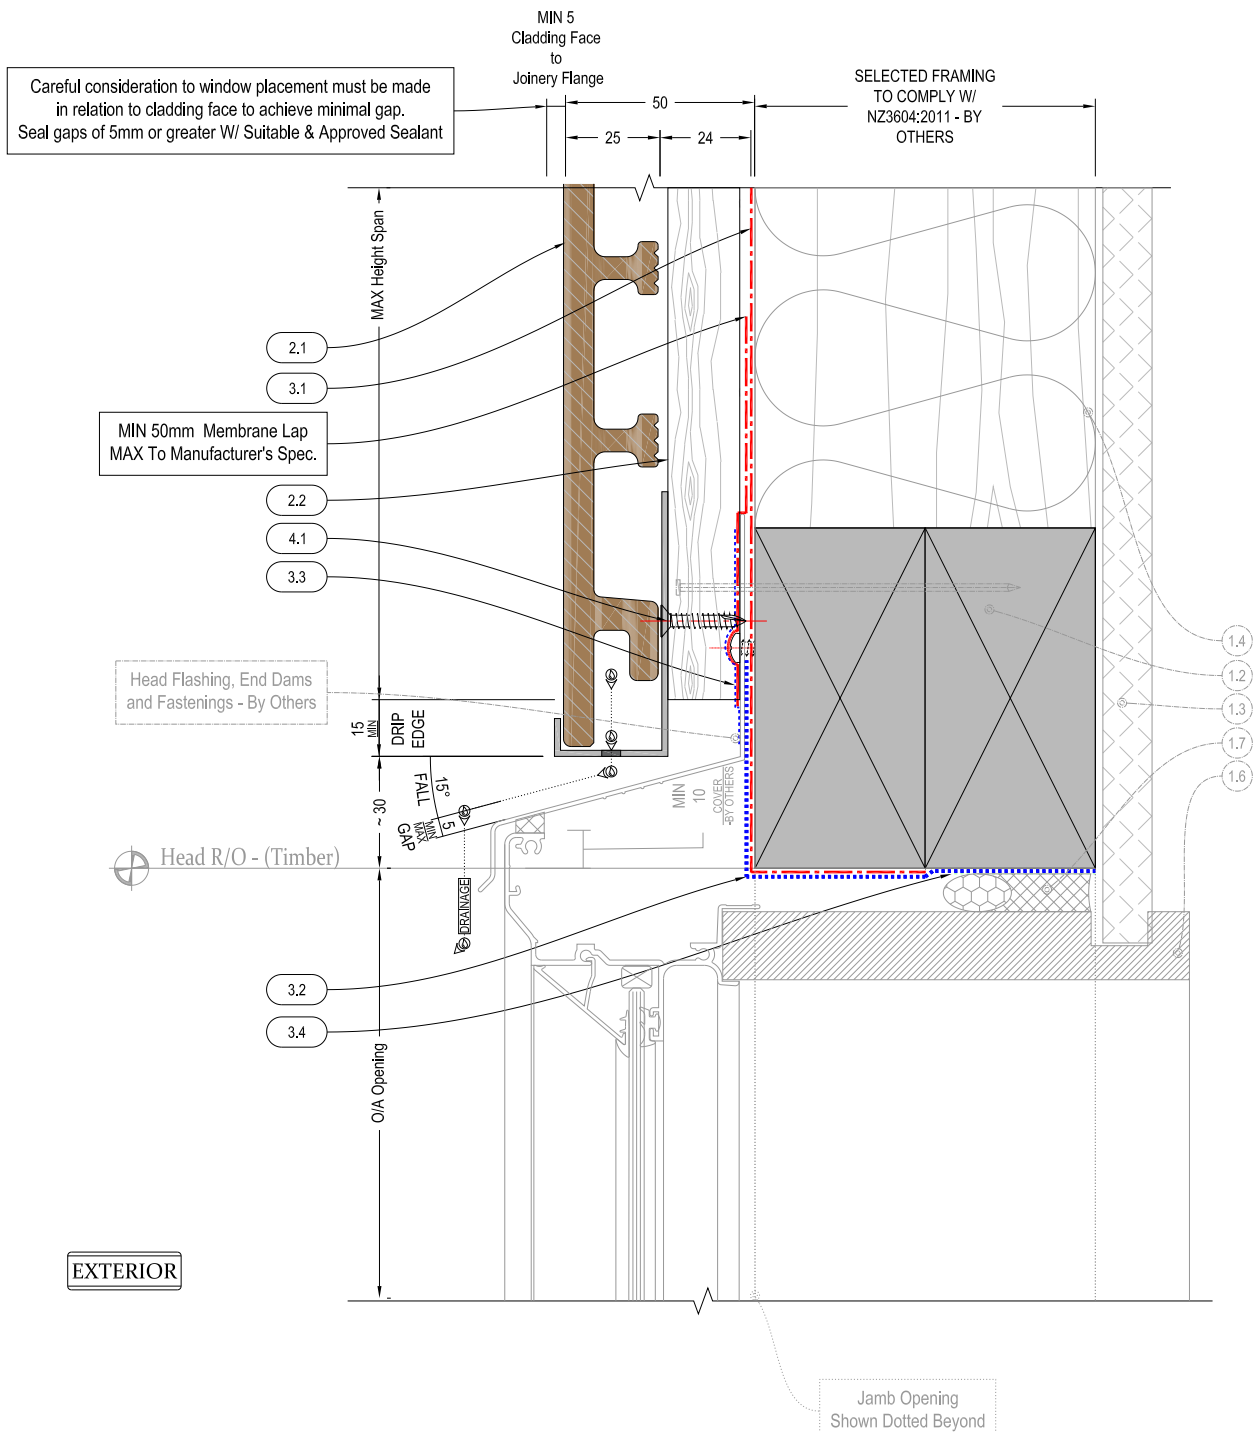 MIN 5
Cladding Face
to
Joinery Flange
Careful consideration to window placement must be made
in relation to cladding face to achieve minimal gap.
Seal gaps of 5mm or greater W/ Suitable & Approved Sealant
SELECTED FRAMING
TO COMPLY W/
NZ3604:2011 - BY
OTHERS
50
25
24
MAX Height Span
2.1
3.1
MIN 50mm Membrane Lap
MAX To Manufacturer's Spec.
2.2
4.1
3.3
Head Flashing, End Dams
and Fastenings - By Others
1.4
1.2
1.3
1.7
1.6
15
MIN
DRIP
EDGE
15°
FALL
~ 30
5
MIN
MAX
GAP
MIN
10
COVER
-BY OTHERS
Head R/O - (Timber)
DRAINAGE
3.2
3.4
O/A Opening
EXTERIOR
Jamb Opening
Shown Dotted Beyond